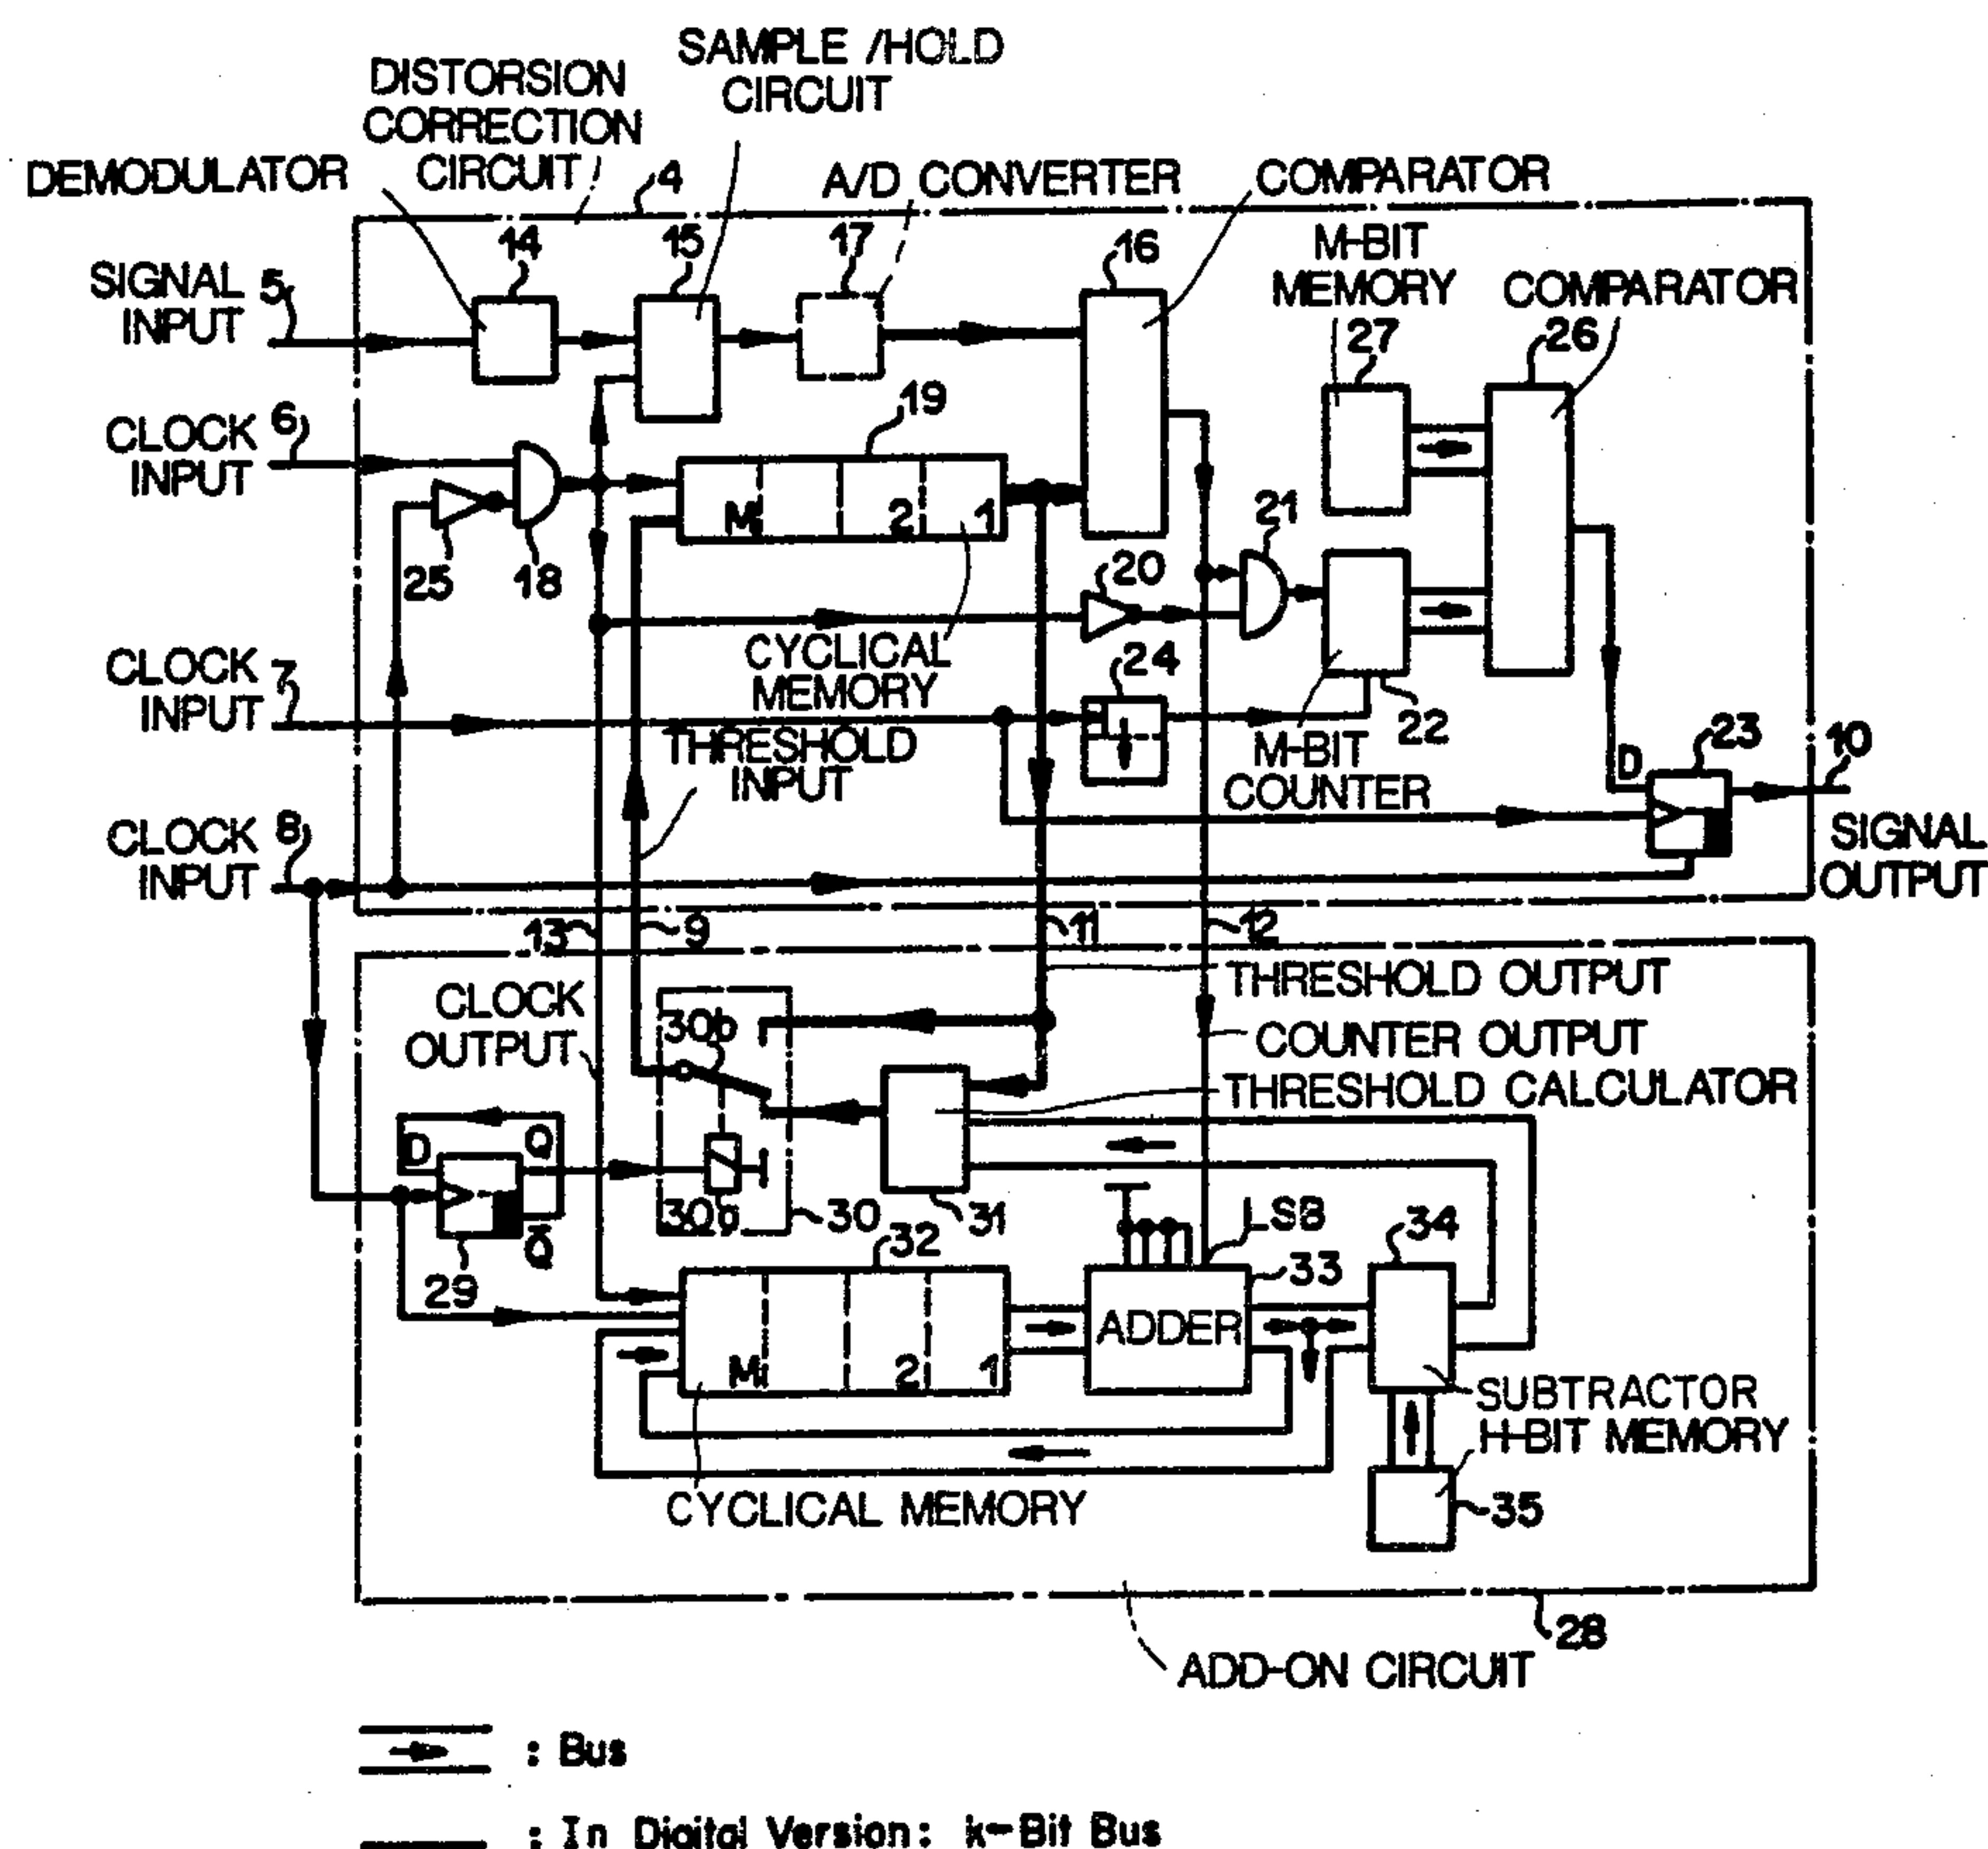 SAMPLE /HOLD
CIRCUIT
DISTORSION
CORRECTION
CIRCUIT
DEMODULATOR
4
A/D CONVERTER
COMPARATOR
14
15
17
16
M-BIT
MEMORY
COMPARATOR
27
26
SIGNAL 5
INPUT
19
CLOCK 6
INPUT
M 2 1
21
25
18
20
CYCLICAL
MEMORY
24
CLOCK 7
INPUT
THRESHOLD
INPUT
22
M-BIT
COUNTER
D
23
10
SIGNAL
OUTPUT
CLOCK 8
INPUT
13
9
11
12
THRESHOLD OUTPUT
CLOCK
OUTPUT
30b
COUNTER OUTPUT
THRESHOLD CALCULATOR
D
Q
Q̅
29
30a
30
31
LSB
32
33
34
M 2 1
ADDER
SUBTRACTOR
H-BIT MEMORY
CYCLICAL MEMORY
35
28
ADD-ON CIRCUIT
: Bus
: In Digital Version: k-Bit Bus